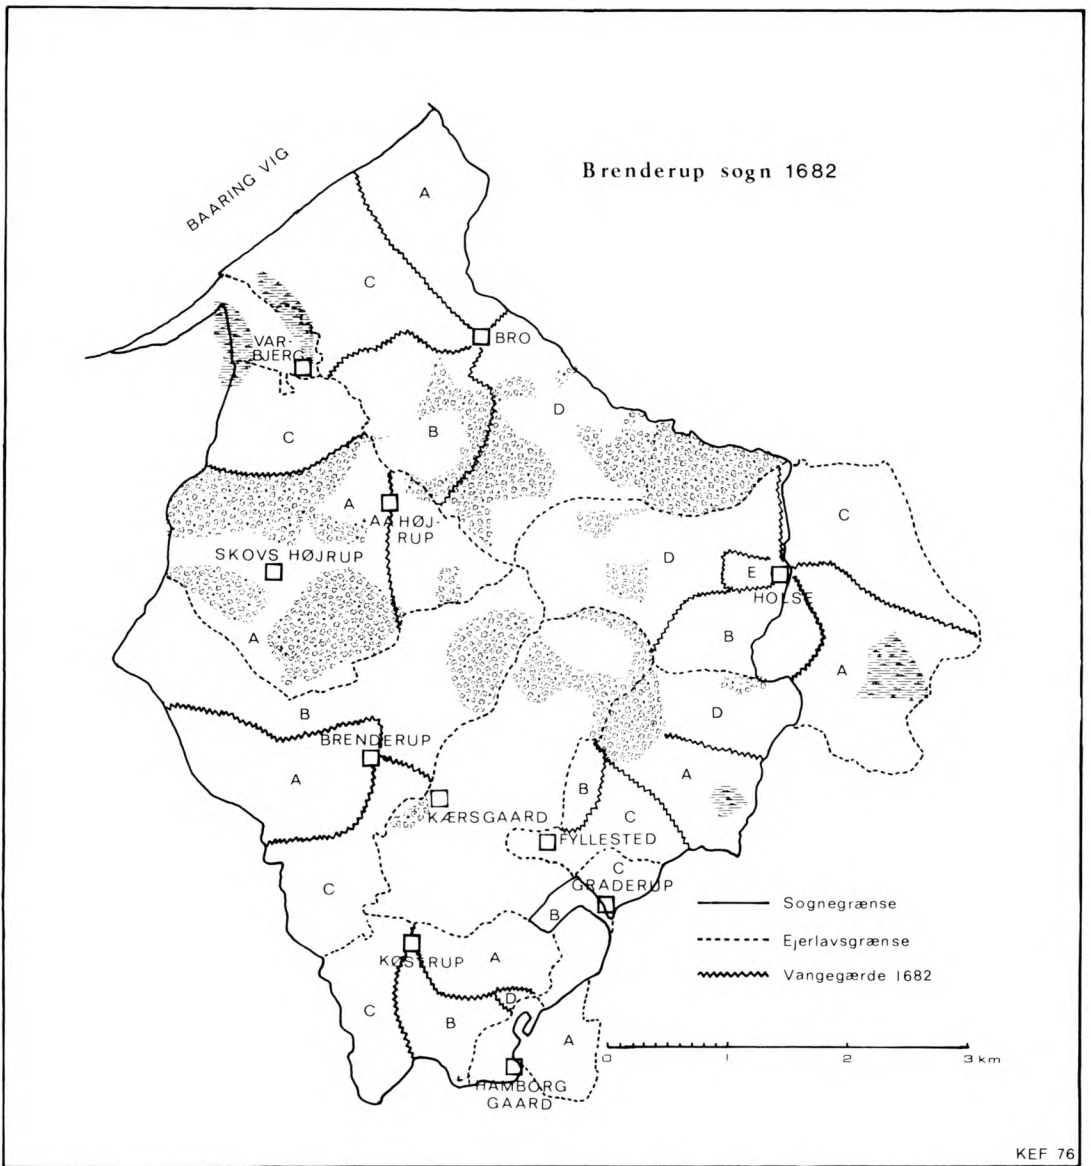 Brenderup sogn 1682
BAARING VIG
A
C
BRO
VAR-
BJERG
D
C
B
A
AAHØJ-
RUP
C
SKOVS HØJRUP
D
E
HOLSE
A
B
A
B
D
BRENDERUP
A
B
A
KÆRSGAARD
C
FYLLESTED
C
GRADERUP
C
B
Sognegrænse
Ejerlavsgrænse
KØSTRUP
A
Vangegærde 1682
C
B
D
A
0 1 2 3 km
HAMBORG
GAARD
KEF 76